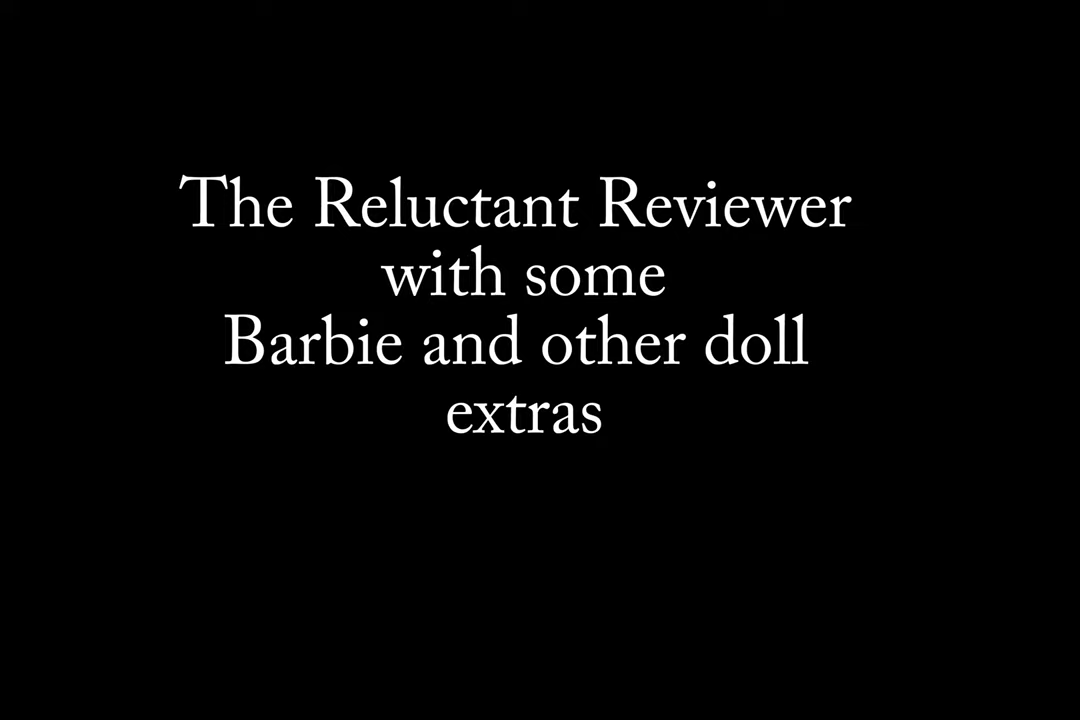 The Reluctant Reviewer
with some
Barbie and other doll
extras